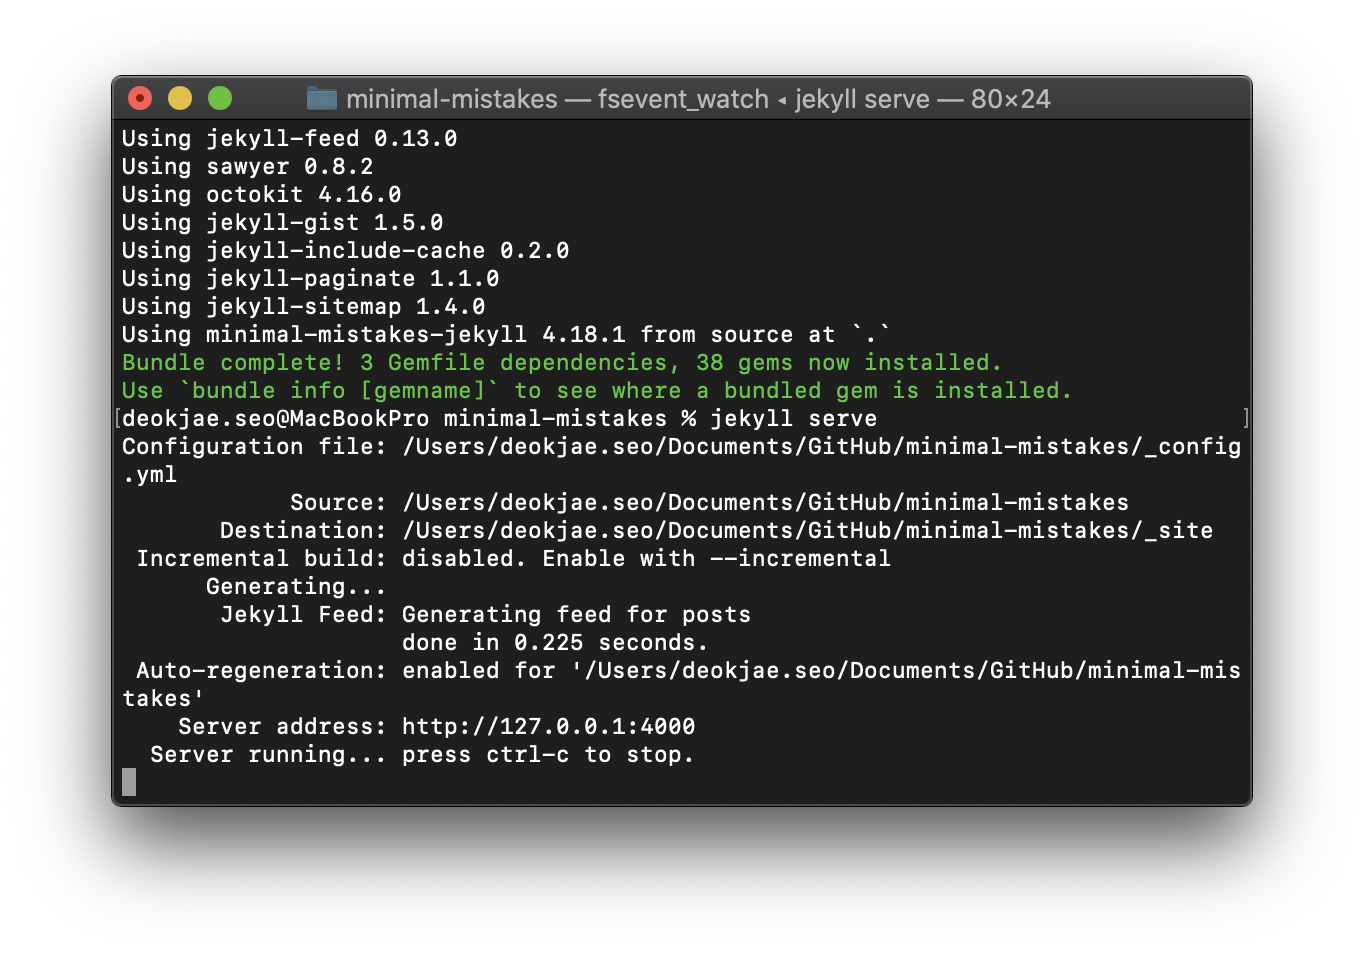 minimal-mistakes — fsevent_watch ◂ jekyll serve — 80×24
Using jekyll-feed 0.13.0
Using sawyer 0.8.2
Using octokit 4.16.0
Using jekyll-gist 1.5.0
Using jekyll-include-cache 0.2.0
Using jekyll-paginate 1.1.0
Using jekyll-sitemap 1.4.0
Using minimal-mistakes-jekyll 4.18.1 from source at `.`
Bundle complete! 3 Gemfile dependencies, 38 gems now installed.
Use `bundle info [gemname]` to see where a bundled gem is installed.
[deokjae.seo@MacBookPro minimal-mistakes % jekyll serve ]
Configuration file: /Users/deokjae.seo/Documents/GitHub/minimal-mistakes/_config
.yml
Source: /Users/deokjae.seo/Documents/GitHub/minimal-mistakes
Destination: /Users/deokjae.seo/Documents/GitHub/minimal-mistakes/_site
Incremental build: disabled. Enable with --incremental
Generating...
Jekyll Feed: Generating feed for posts
done in 0.225 seconds.
Auto-regeneration: enabled for '/Users/deokjae.seo/Documents/GitHub/minimal-mis
takes'
Server address: http://127.0.0.1:4000
Server running... press ctrl-c to stop.